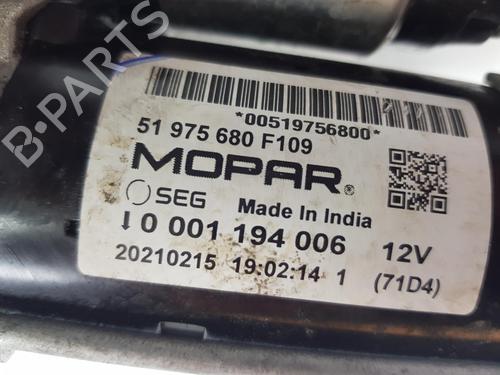 *00519756800*
51 975 680 F109
MOPAR®
SEG Made In India
0 001 194 006 12V
20210215 19:02:14 1 (71D4)
B-Parts